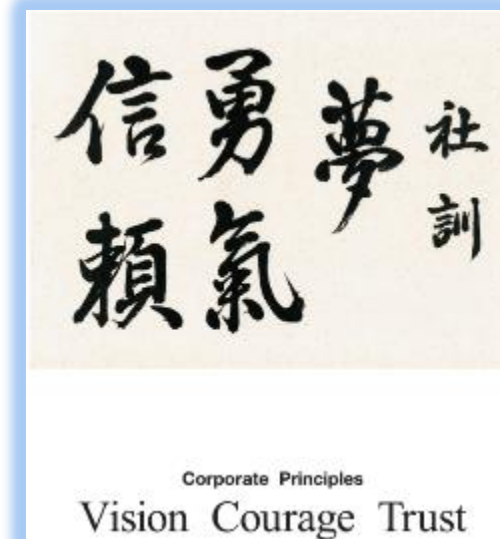 社訓
夢
勇氣
信頼
Corporate Principles
Vision Courage Trust